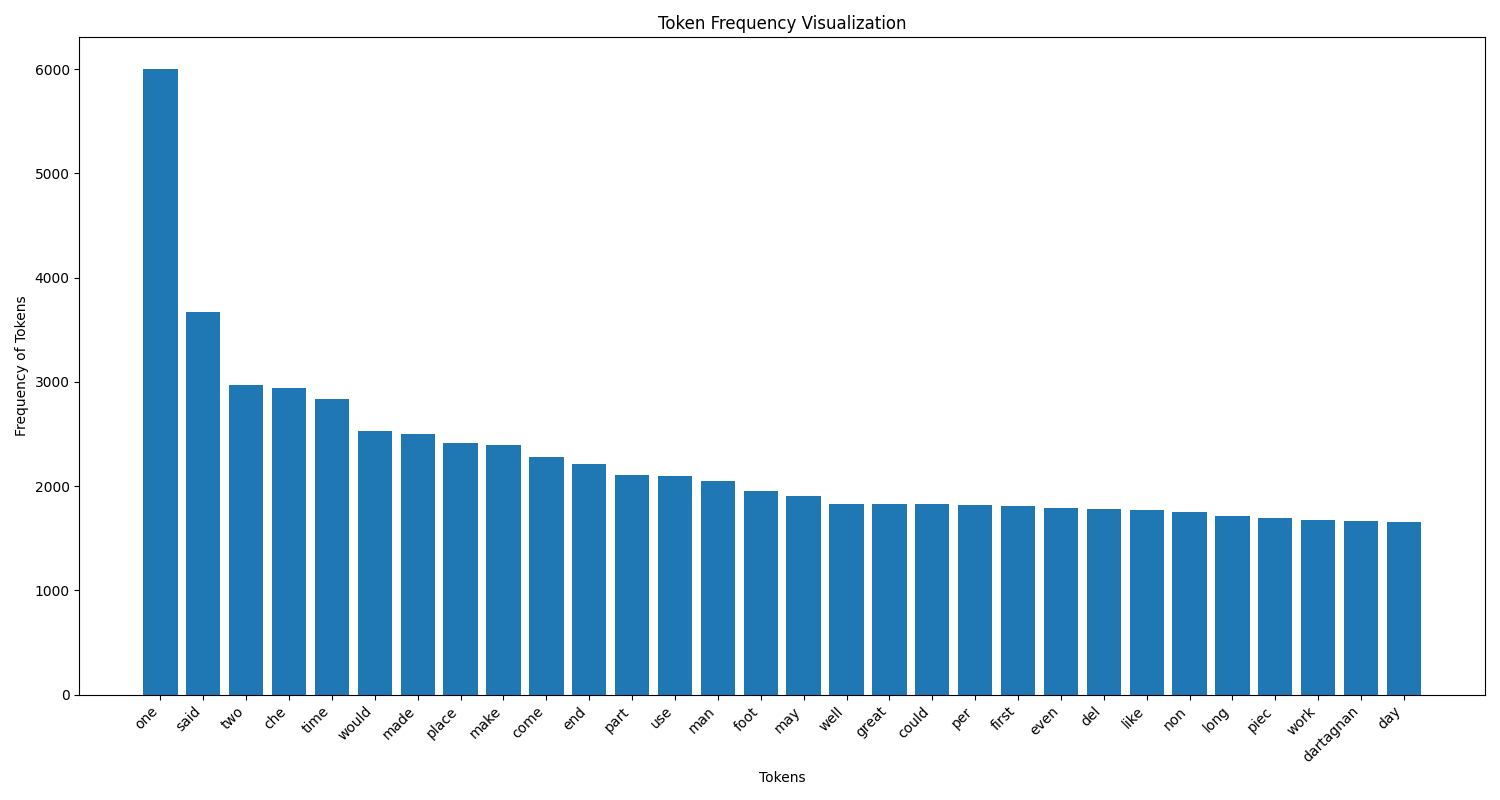 Token Frequency Visualization
Frequency of Tokens
6000
5000
4000
3000
2000
1000
0
one
said
two
che
time
would
made
place
make
come
end
part
use
man
foot
may
well
great
could
per
first
even
del
like
non
long
piec
work
dartagnan
day
Tokens